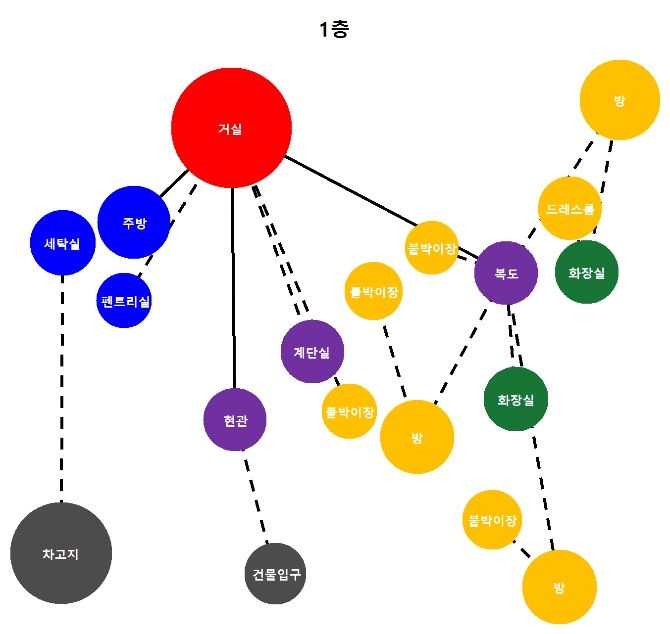 1층
방
거실
드레스룸
주방
세탁실
붙박이장
복도
화장실
붙박이장
펜트리실
계단실
화장실
붙박이장
현관
방
붙박이장
차고지
건물입구
방